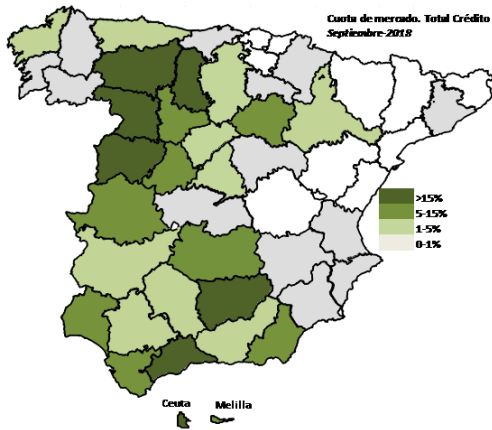 Cuota de mercado. Total Crédito
Septiembre-2018
>15%
5-15%
1-5%
0-1%
Ceuta
Melilla